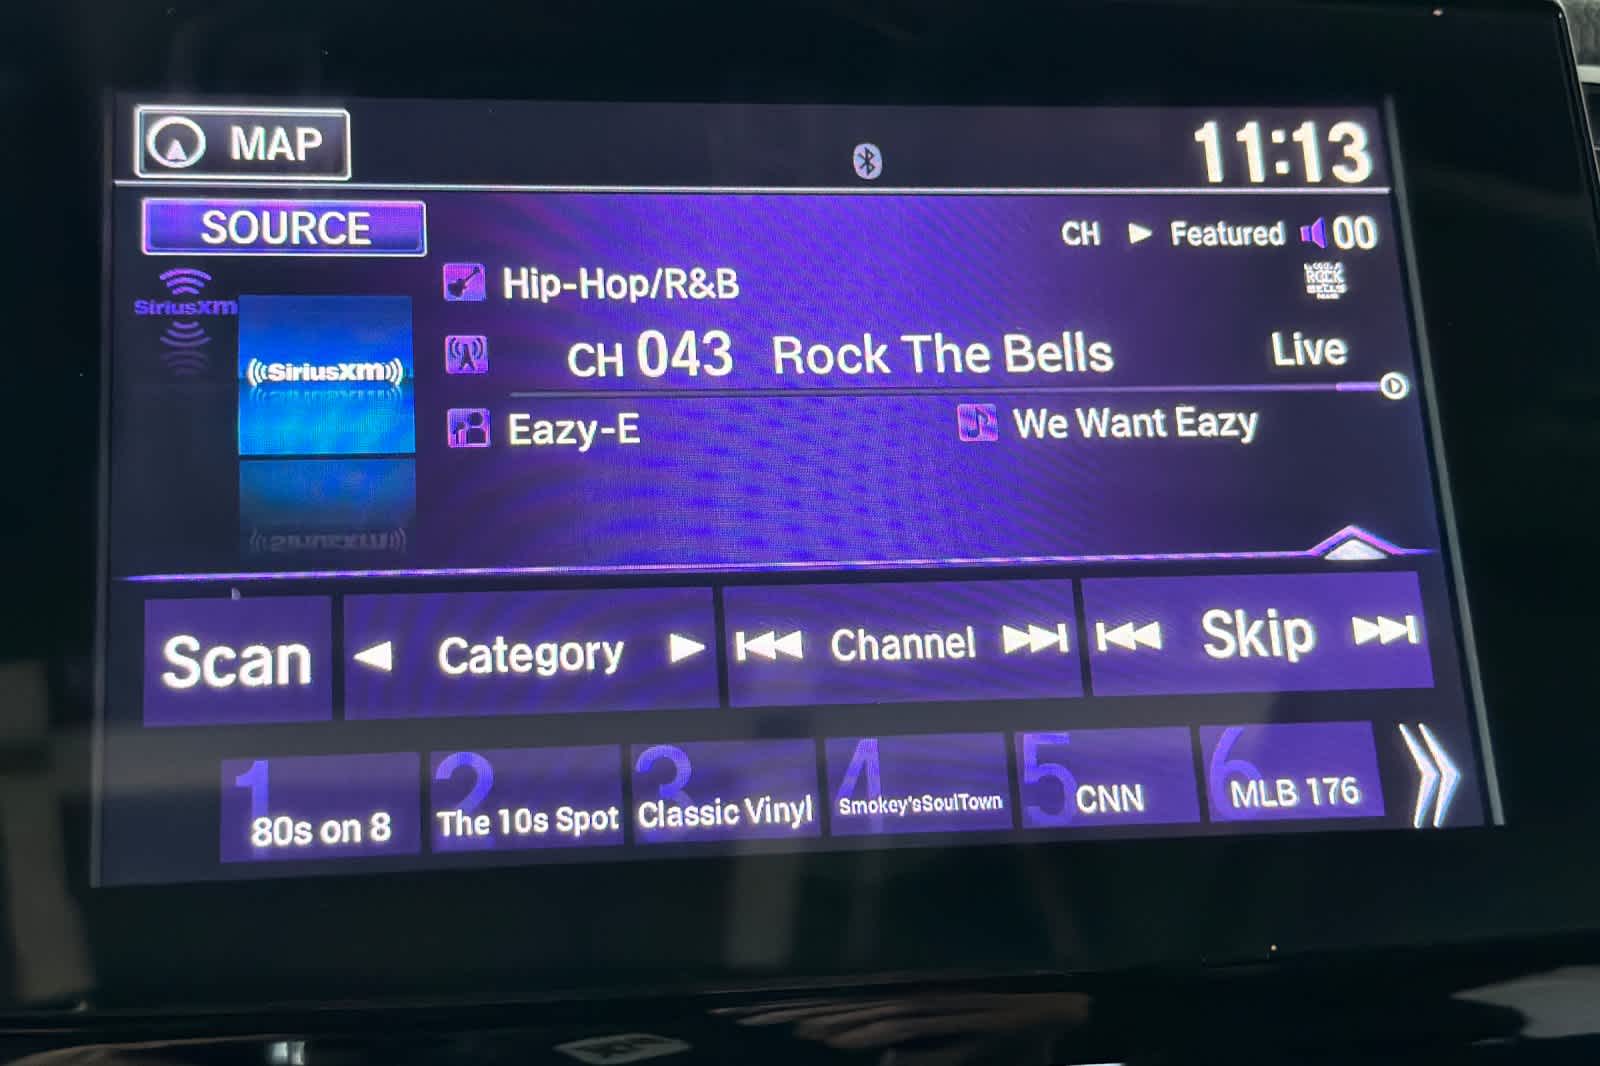 MAP
11:13
SOURCE
CH ▶ Featured 00
SiriusXM
Hip-Hop/R&B
ROCK
BELLS
((SiriusXM))
CH 043 Rock The Bells Live
Eazy-E We Want Eazy
Scan Category Channel Skip
1 80s on 8
2 The 10s Spot
3 Classic Vinyl
4 Smokey'sSoulTown
5 CNN
6 MLB 176